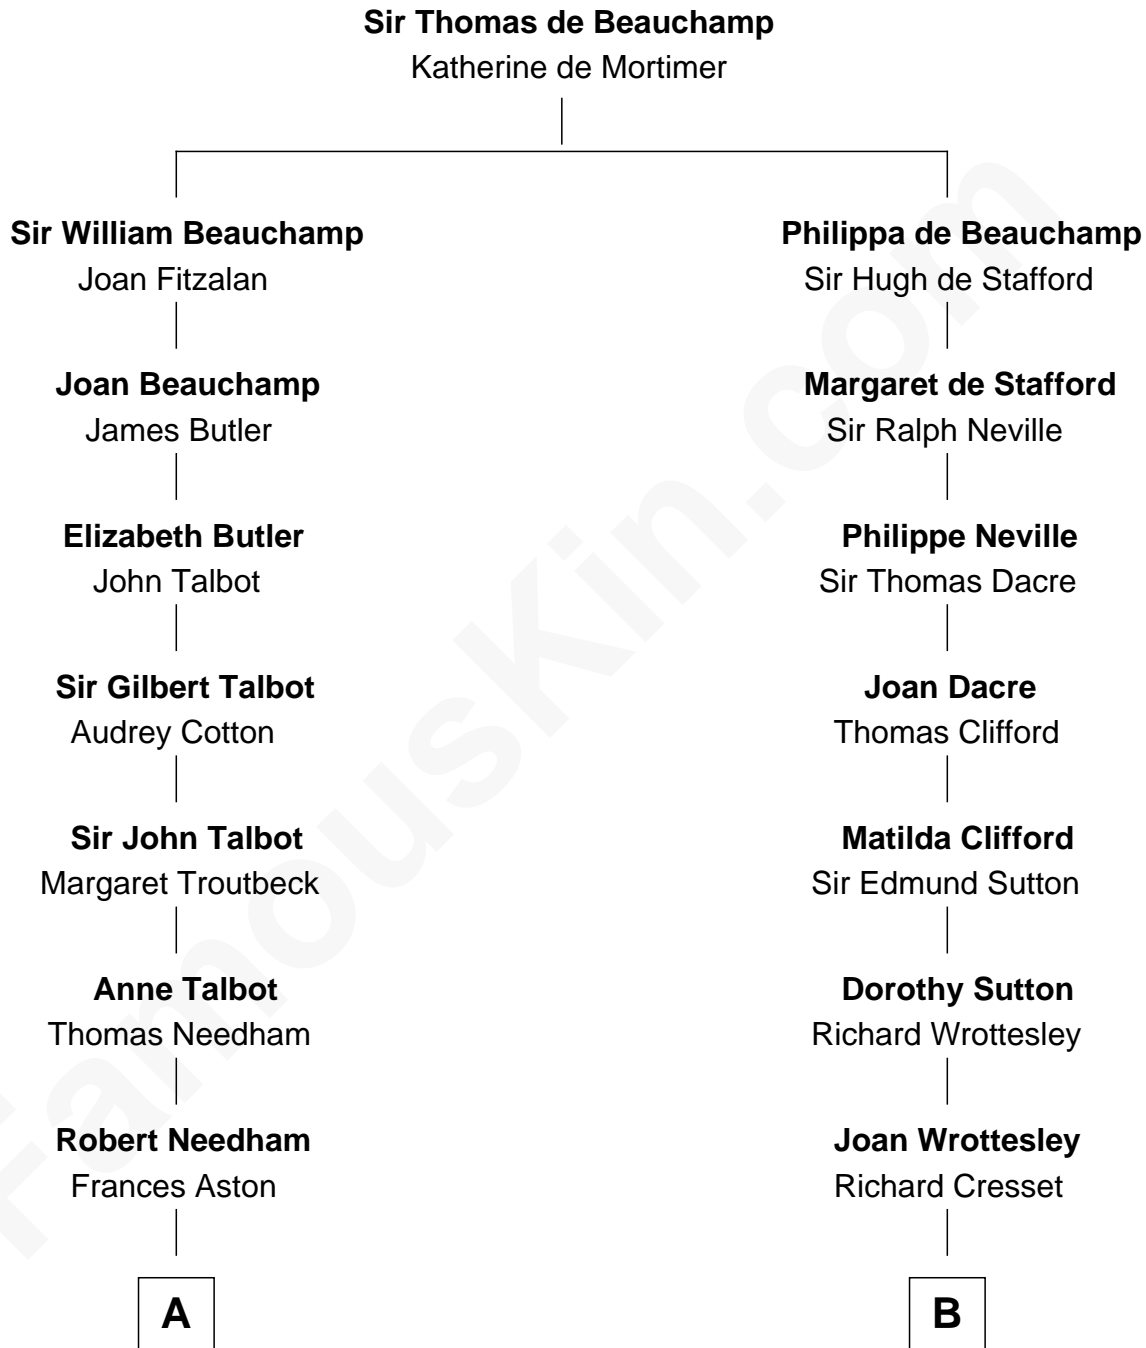 Sir Thomas de Beauchamp
Katherine de Mortimer
Sir William Beauchamp
Joan Fitzalan
Philippa de Beauchamp
Sir Hugh de Stafford
Joan Beauchamp
James Butler
Margaret de Stafford
Sir Ralph Neville
Elizabeth Butler
John Talbot
Philippe Neville
Sir Thomas Dacre
Sir Gilbert Talbot
Audrey Cotton
Joan Dacre
Thomas Clifford
Sir John Talbot
Margaret Troutbeck
Matilda Clifford
Sir Edmund Sutton
Anne Talbot
Thomas Needham
Dorothy Sutton
Richard Wrottesley
Robert Needham
Frances Aston
Joan Wrottesley
Richard Cresset
A
B
FamousKin.com